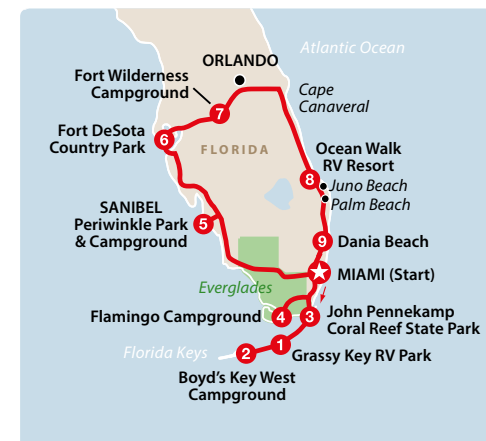 Atlantic Ocean
ORLANDO
Fort Wilderness
Campground
Cape
Canaveral
7
Fort DeSota
Country Park
6
FLORIDA
Ocean Walk
RV Resort
8
Juno Beach
Palm Beach
SANIBEL
Periwinkle Park
& Campground
5
9
Dania Beach
MIAMI (Start)
Everglades
Flamingo Campground
4
3
John Pennekamp
Coral Reef State Park
Florida Keys
2
1
Grassy Key RV Park
Boyd's Key West
Campground